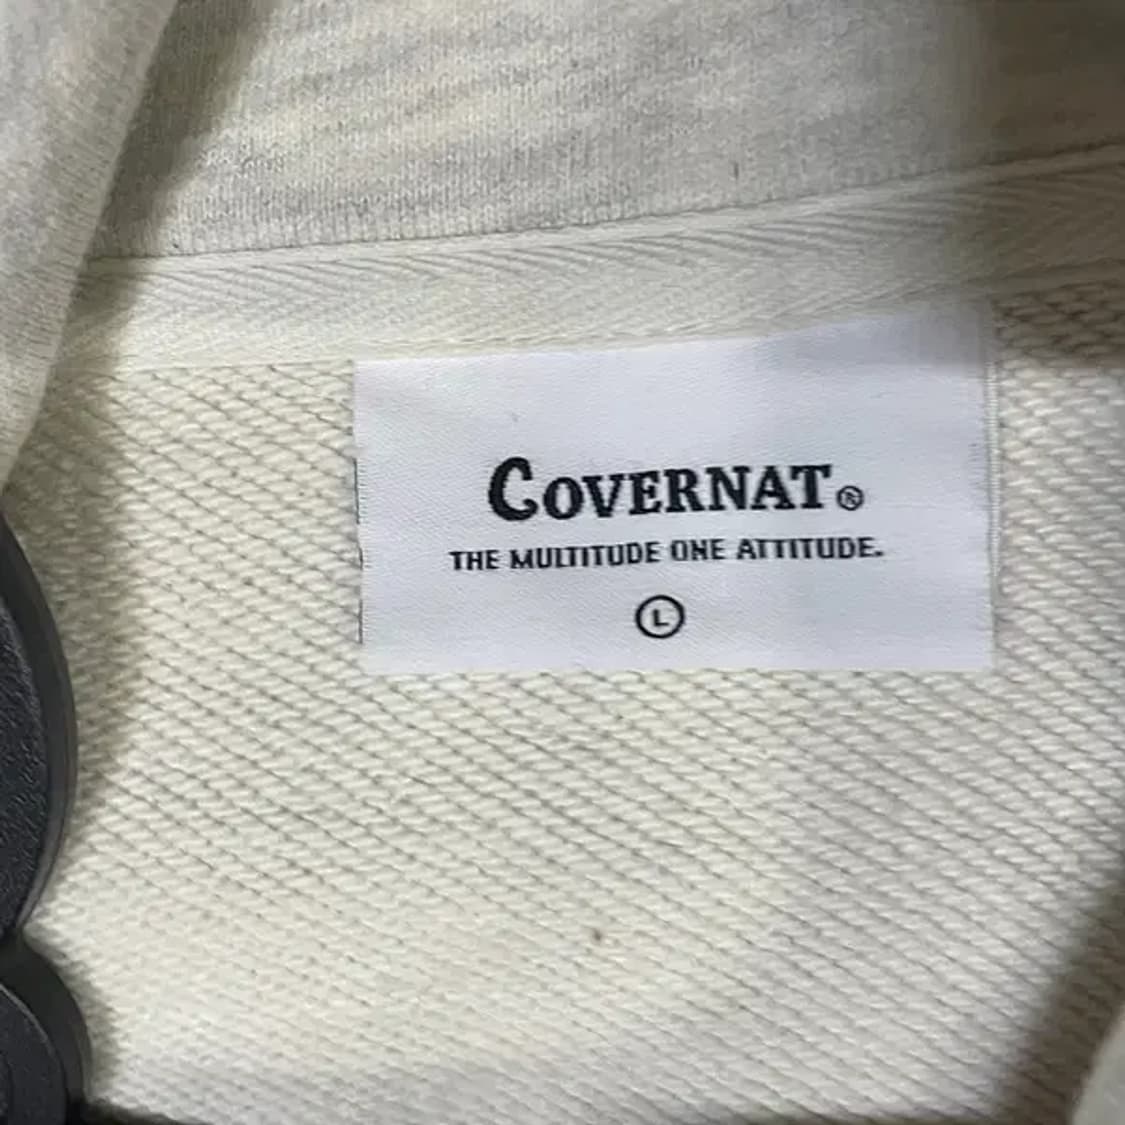 COVERNAT®
THE MULTITUDE ONE ATTITUDE.
L